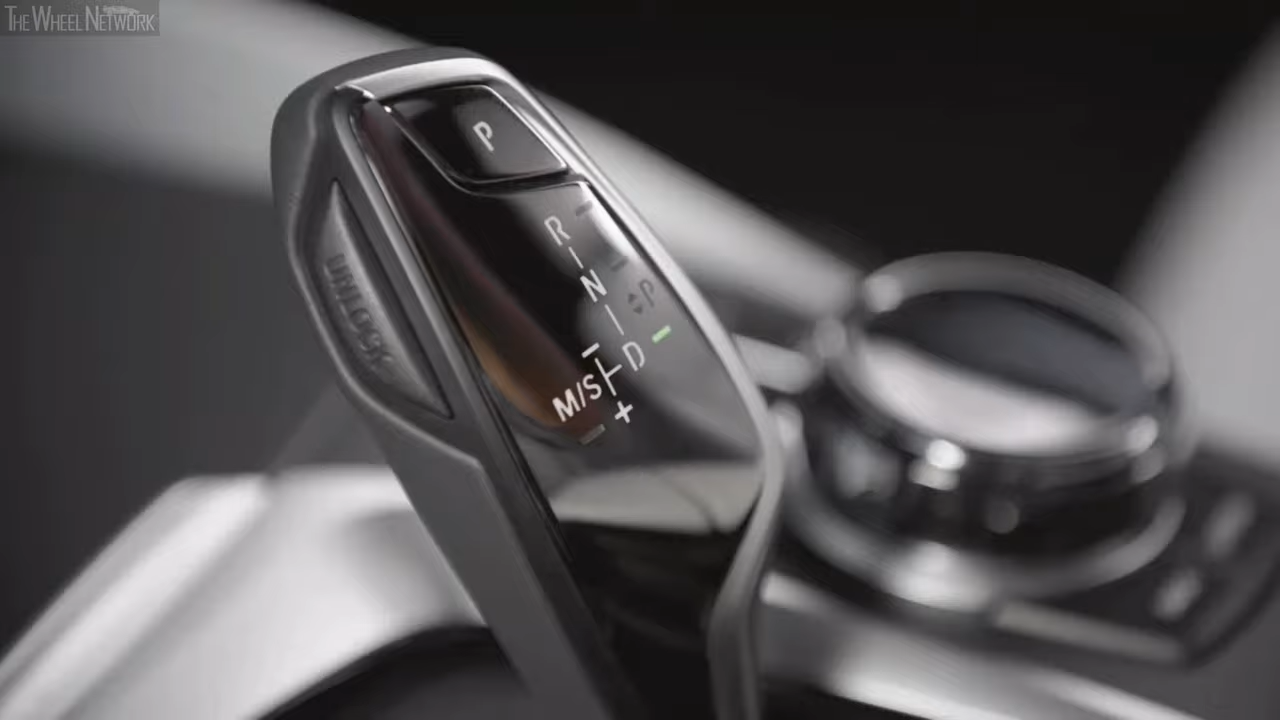 THE WHEEL NETWORK
P
R
N
P
D
M/S
+
UNLOCK